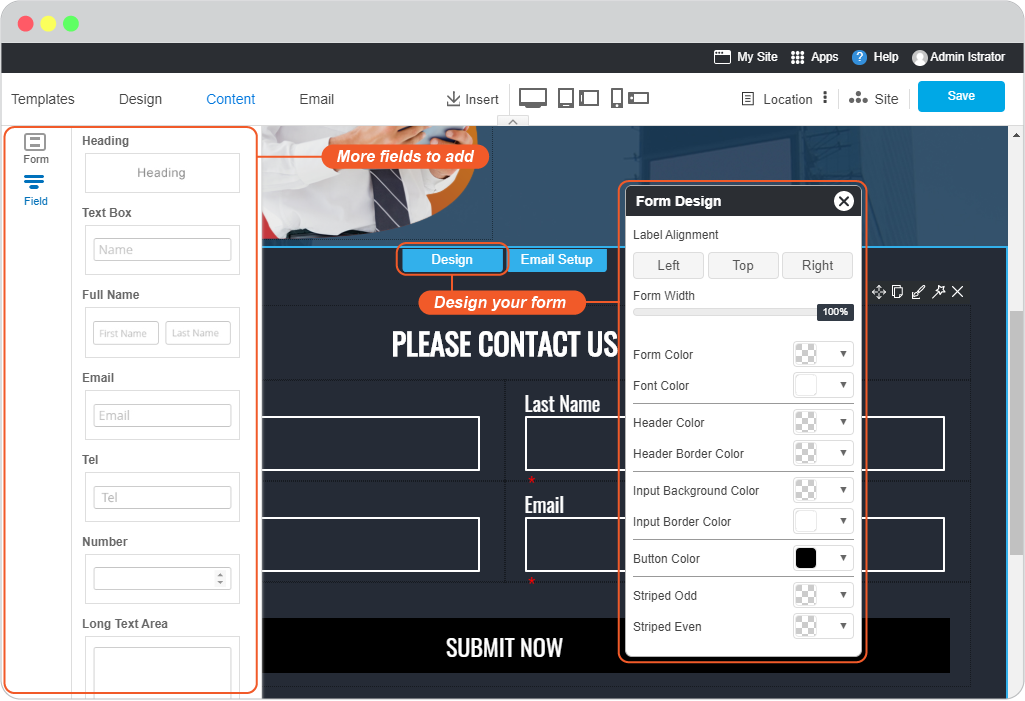 My Site
Apps
? Help
Admin Istrator
Templates
Design
Content
Email
Insert
Location
Site
Save
Form
Field
Heading
Heading
Text Box
Name
Full Name
First Name
Last Name
Email
Email
Tel
Tel
Number
Long Text Area
More fields to add
Design
Email Setup
Design your form
PLEASE CONTACT US
Last Name
*
Email
*
SUBMIT NOW
Form Design
Label Alignment
Left
Top
Right
Form Width
100%
Form Color
Font Color
Header Color
Header Border Color
Input Background Color
Input Border Color
Button Color
Striped Odd
Striped Even